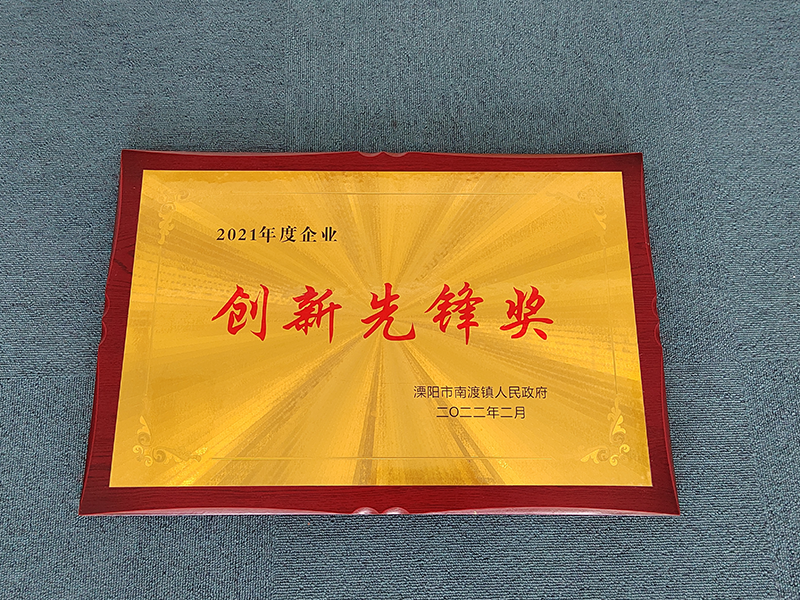 2021年度企业
创新先锋奖
溧阳市南渡镇人民政府
二〇二二年二月